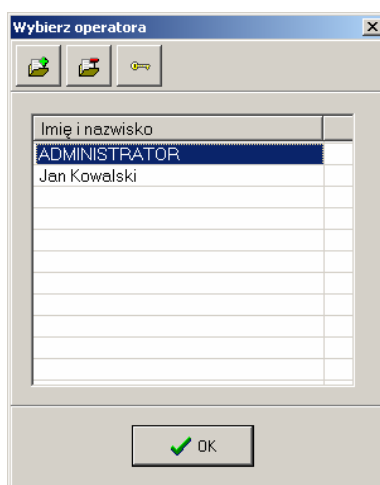 Wybierz operatora
Imię i nazwisko
ADMINISTRATOR
Jan Kowalski
OK